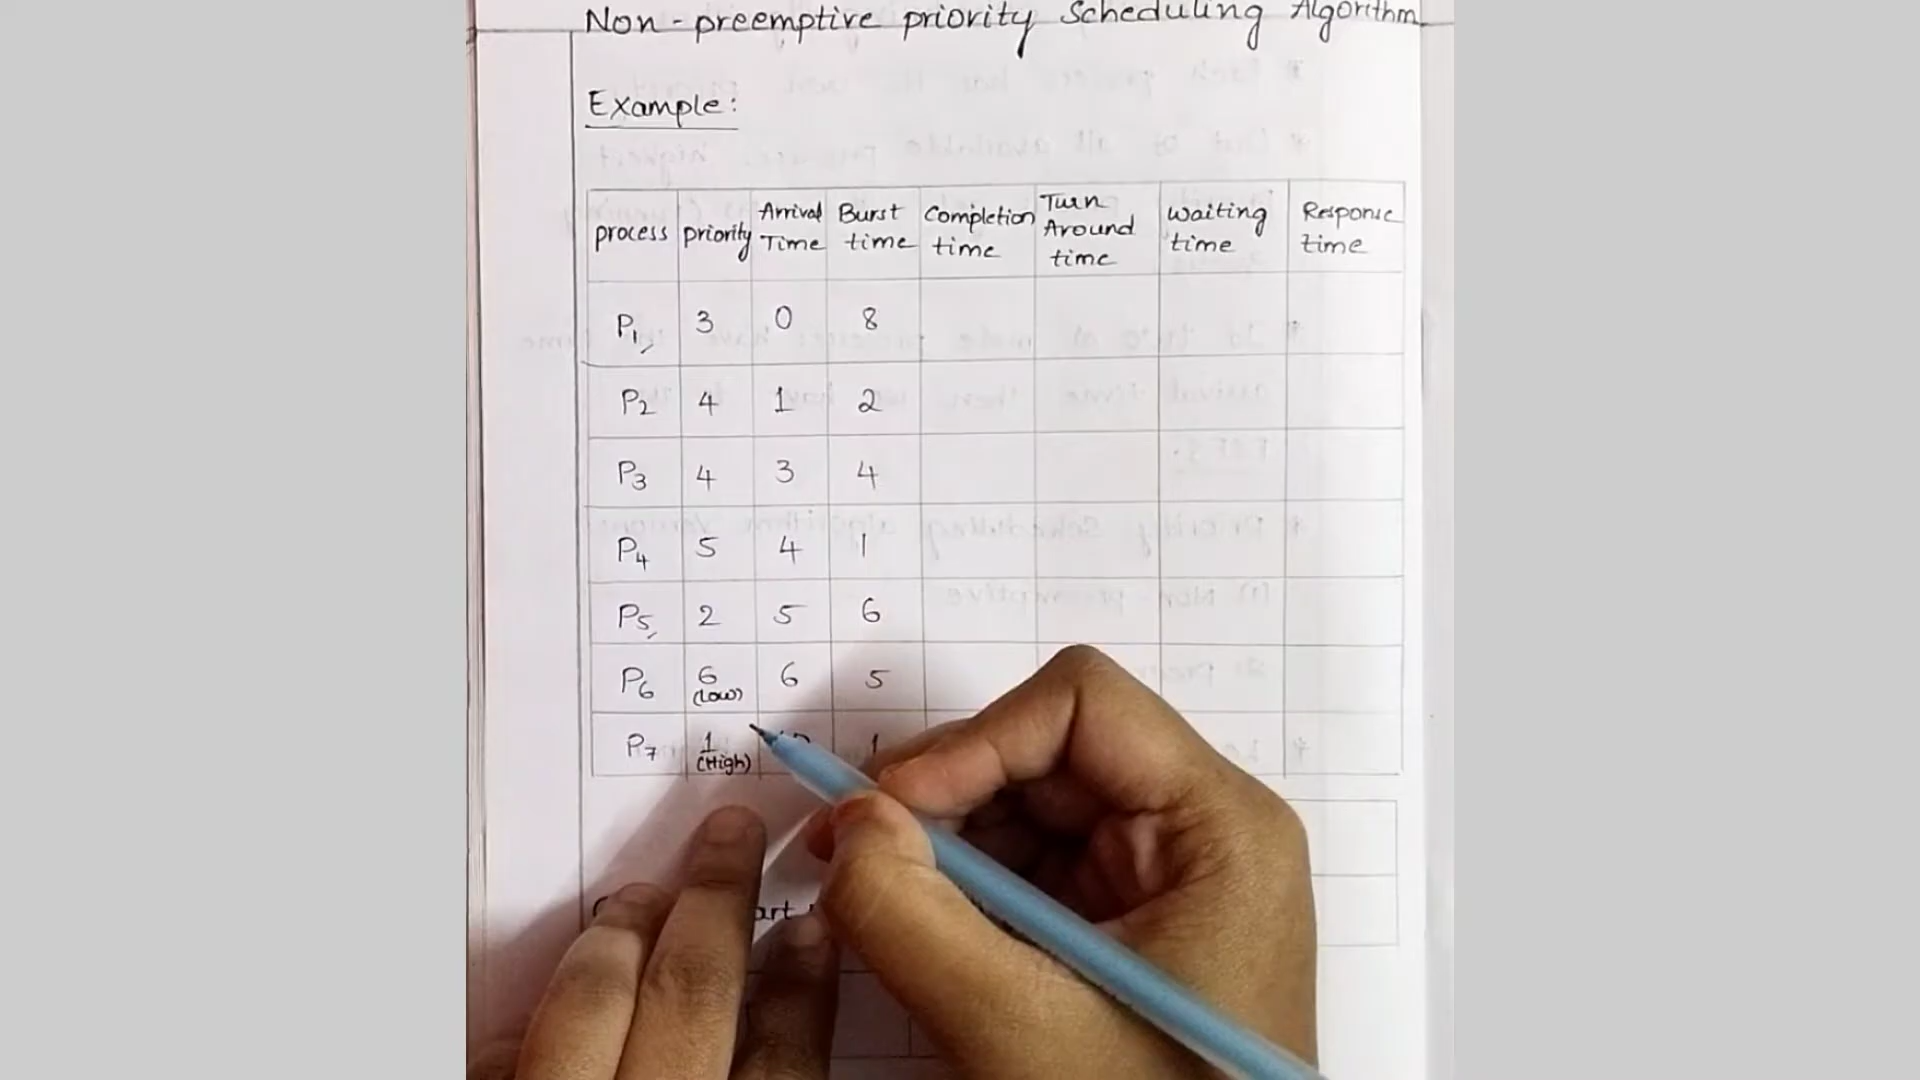 Non-preemptive priority Scheduling Algorithm
Example:
process priority Arrival Time Burst time Completion time Turn Around time Waiting time Response time
P1 3 0 8
P2 4 1 2
P3 4 3 4
P4 5 4 1
P5 2 5 6
P6 6 (Low) 6 5
P7 1 (High) 1